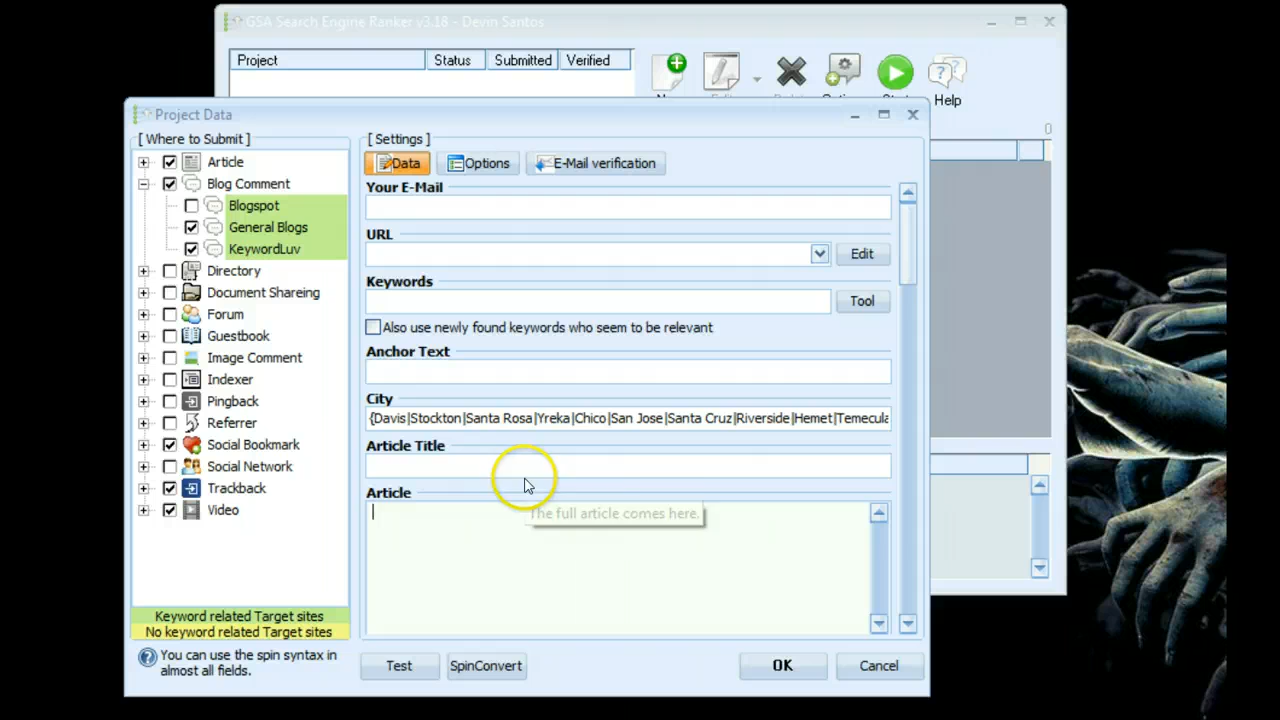 GSA Search Engine Ranker v3.18 - Devin Santos
Project
Status
Submitted
Verified
Help
0
Project Data
[ Where to Submit ]
Article
Blog Comment
Blogspot
General Blogs
KeywordLuv
Directory
Document Shareing
Forum
Guestbook
Image Comment
Indexer
Pingback
Referrer
Social Bookmark
Social Network
Trackback
Video
Keyword related Target sites
No keyword related Target sites
You can use the spin syntax in
almost all fields.
[ Settings ]
Data
Options
E-Mail verification
Your E-Mail
URL
Edit
Keywords
Tool
Also use newly found keywords who seem to be relevant
Anchor Text
City
{Davis|Stockton|Santa Rosa|Yreka|Chico|San Jose|Santa Cruz|Riverside|Hemet|Temecula
Article Title
Article
The full article comes here.
Test
SpinConvert
OK
Cancel